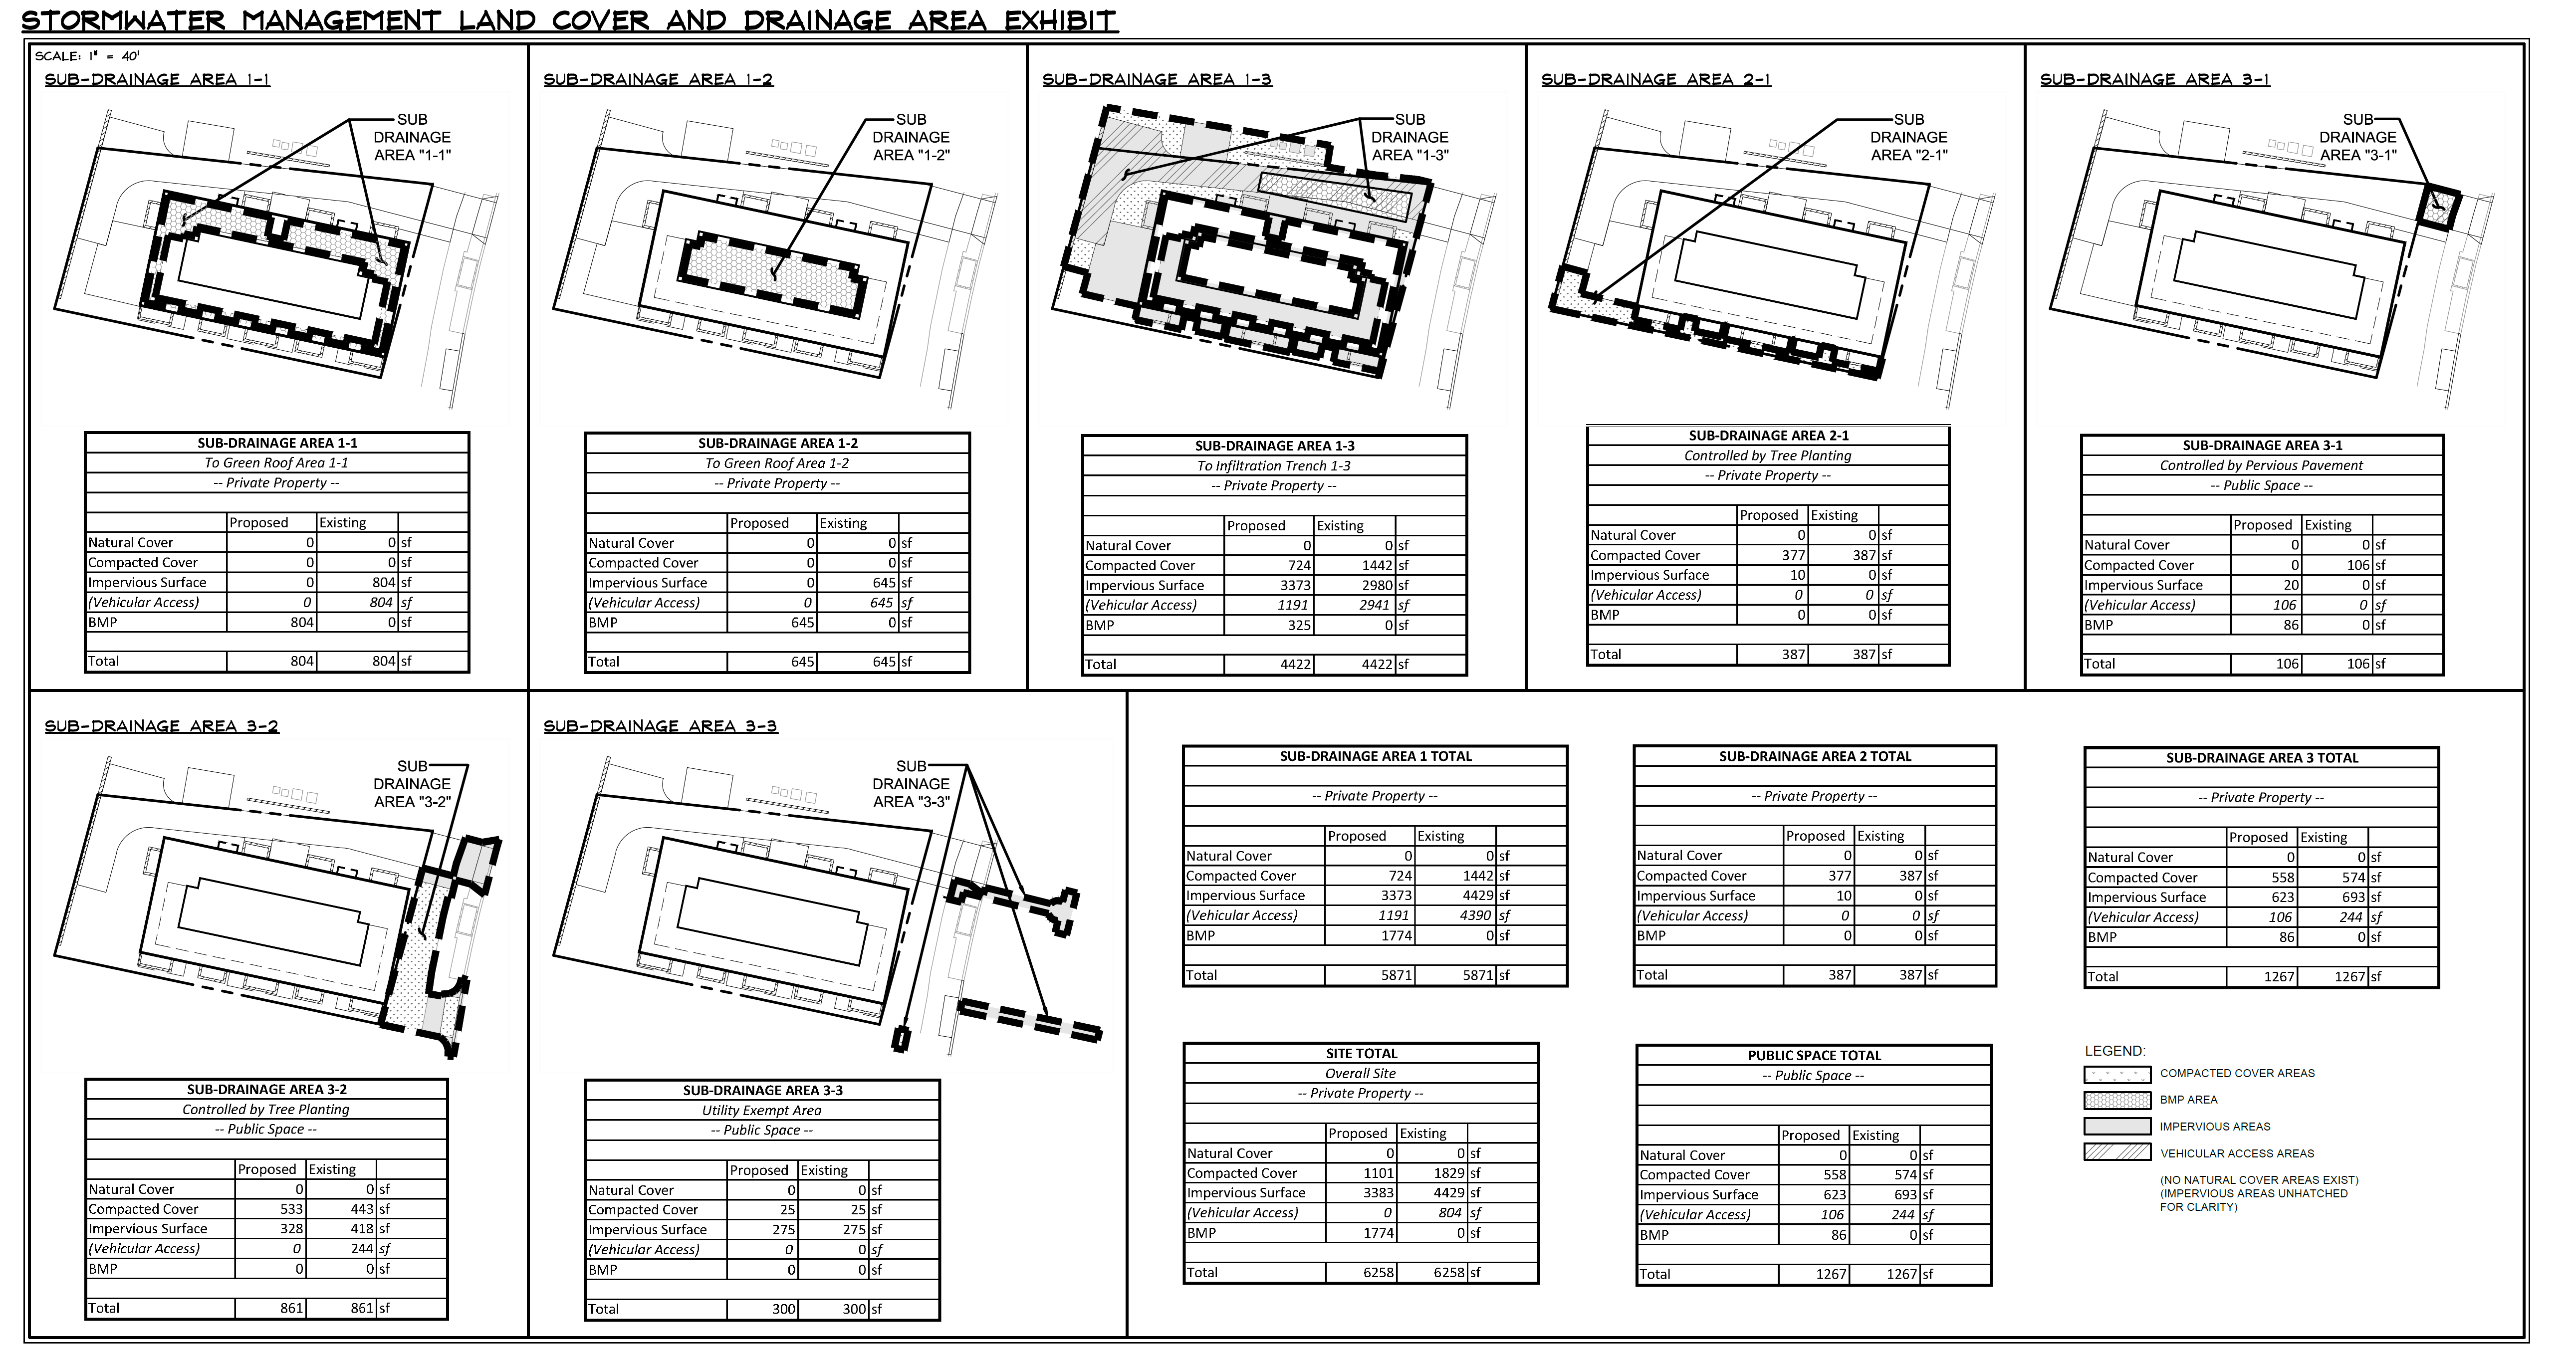 STORMWATER MANAGEMENT LAND COVER AND DRAINAGE AREA EXHIBIT
SCALE: 1" = 40'
SUB-DRAINAGE AREA 1-1
SUB
DRAINAGE
AREA "1-1"
SUB-DRAINAGE AREA 1-1
To Green Roof Area 1-1
-- Private Property --
Proposed Existing
Natural Cover 0 0 sf
Compacted Cover 0 0 sf
Impervious Surface 0 804 sf
(Vehicular Access) 0 804 sf
BMP 804 0 sf
Total 804 804 sf
SUB-DRAINAGE AREA 1-2
SUB
DRAINAGE
AREA "1-2"
SUB-DRAINAGE AREA 1-2
To Green Roof Area 1-2
-- Private Property --
Proposed Existing
Natural Cover 0 0 sf
Compacted Cover 0 0 sf
Impervious Surface 0 645 sf
(Vehicular Access) 0 645 sf
BMP 645 0 sf
Total 645 645 sf
SUB-DRAINAGE AREA 1-3
SUB
DRAINAGE
AREA "1-3"
SUB-DRAINAGE AREA 1-3
To Infiltration Trench 1-3
-- Private Property --
Proposed Existing
Natural Cover 0 0 sf
Compacted Cover 724 1442 sf
Impervious Surface 3373 2980 sf
(Vehicular Access) 1191 2941 sf
BMP 325 0 sf
Total 4422 4422 sf
SUB-DRAINAGE AREA 2-1
SUB
DRAINAGE
AREA "2-1"
SUB-DRAINAGE AREA 2-1
Controlled by Tree Planting
-- Private Property --
Proposed Existing
Natural Cover 0 0 sf
Compacted Cover 377 387 sf
Impervious Surface 10 0 sf
(Vehicular Access) 0 0 sf
BMP 0 0 sf
Total 387 387 sf
SUB-DRAINAGE AREA 3-1
SUB
DRAINAGE
AREA "3-1"
SUB-DRAINAGE AREA 3-1
Controlled by Pervious Pavement
-- Public Space --
Proposed Existing
Natural Cover 0 0 sf
Compacted Cover 0 106 sf
Impervious Surface 20 0 sf
(Vehicular Access) 106 0 sf
BMP 86 0 sf
Total 106 106 sf
SUB-DRAINAGE AREA 3-2
SUB
DRAINAGE
AREA "3-2"
SUB-DRAINAGE AREA 3-2
Controlled by Tree Planting
-- Public Space --
Proposed Existing
Natural Cover 0 0 sf
Compacted Cover 533 443 sf
Impervious Surface 328 418 sf
(Vehicular Access) 0 244 sf
BMP 0 0 sf
Total 861 861 sf
SUB-DRAINAGE AREA 3-3
SUB
DRAINAGE
AREA "3-3"
SUB-DRAINAGE AREA 3-3
Utility Exempt Area
-- Public Space --
Proposed Existing
Natural Cover 0 0 sf
Compacted Cover 25 25 sf
Impervious Surface 275 275 sf
(Vehicular Access) 0 0 sf
BMP 0 0 sf
Total 300 300 sf
SUB-DRAINAGE AREA 1 TOTAL
-- Private Property --
Proposed Existing
Natural Cover 0 0 sf
Compacted Cover 724 1442 sf
Impervious Surface 3373 4429 sf
(Vehicular Access) 1191 4390 sf
BMP 1774 0 sf
Total 5871 5871 sf
SUB-DRAINAGE AREA 2 TOTAL
-- Private Property --
Proposed Existing
Natural Cover 0 0 sf
Compacted Cover 377 387 sf
Impervious Surface 10 0 sf
(Vehicular Access) 0 0 sf
BMP 0 0 sf
Total 387 387 sf
SUB-DRAINAGE AREA 3 TOTAL
-- Private Property --
Proposed Existing
Natural Cover 0 0 sf
Compacted Cover 558 574 sf
Impervious Surface 623 693 sf
(Vehicular Access) 106 244 sf
BMP 86 0 sf
Total 1267 1267 sf
SITE TOTAL
Overall Site
-- Private Property --
Proposed Existing
Natural Cover 0 0 sf
Compacted Cover 1101 1829 sf
Impervious Surface 3383 4429 sf
(Vehicular Access) 0 804 sf
BMP 1774 0 sf
Total 6258 6258 sf
PUBLIC SPACE TOTAL
-- Public Space --
Proposed Existing
Natural Cover 0 0 sf
Compacted Cover 558 574 sf
Impervious Surface 623 693 sf
(Vehicular Access) 106 244 sf
BMP 86 0 sf
Total 1267 1267 sf
LEGEND:
COMPACTED COVER AREAS
BMP AREA
IMPERVIOUS AREAS
VEHICULAR ACCESS AREAS
(NO NATURAL COVER AREAS EXIST)
(IMPERVIOUS AREAS UNHATCHED
FOR CLARITY)